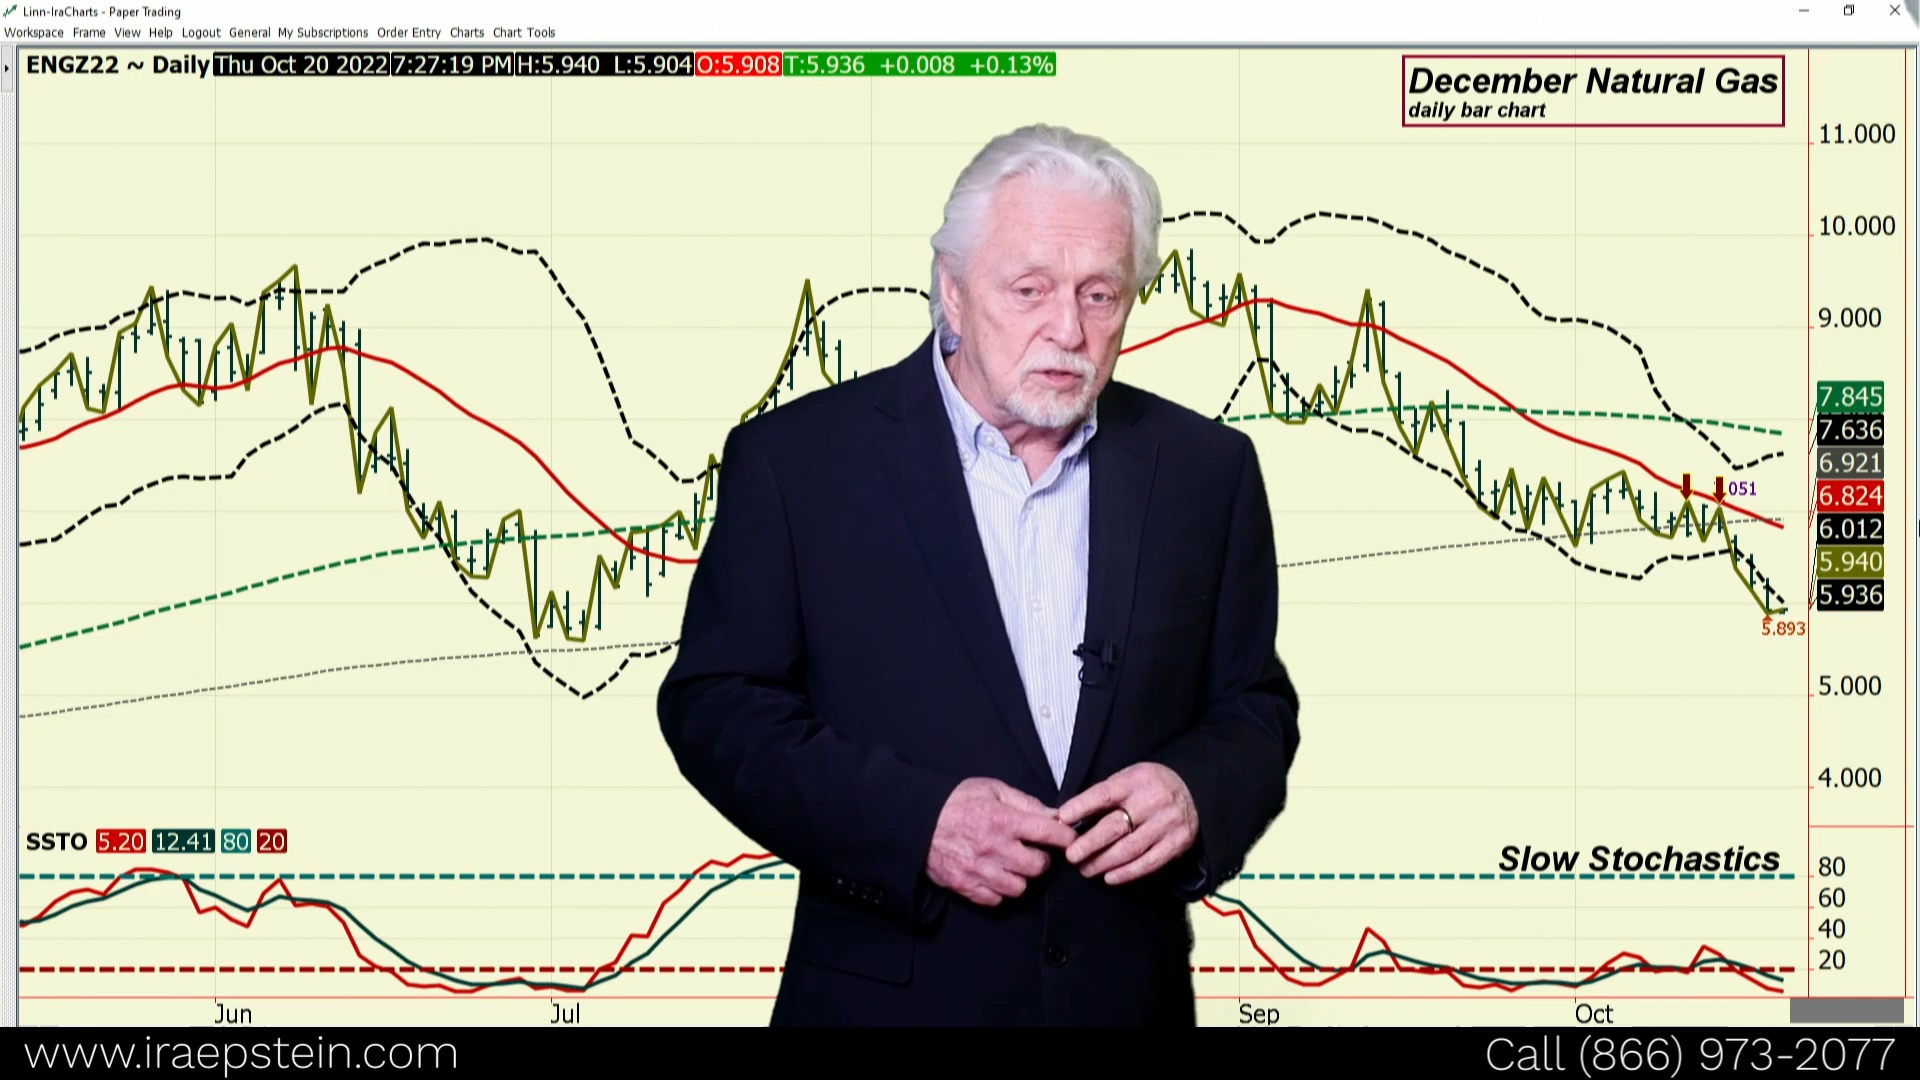 Linn-IraCharts - Paper Trading
Workspace Frame View Help Logout General My Subscriptions Order Entry Charts Chart Tools
ENGZ22 ~ Daily Thu Oct 20 2022 7:27:19 PM H:5.940 L:5.904 O:5.908 T:5.936 +0.008 +0.13%
December Natural Gas
daily bar chart
11.000
10.000
9.000
7.845
7.636
6.921
051
6.824
6.012
5.940
5.936
5.893
5.000
4.000
SSTO 5.20 12.41 80 20
Slow Stochastics
80
60
40
20
Jun Jul Sep Oct
www.iraepstein.com Call (866) 973-2077